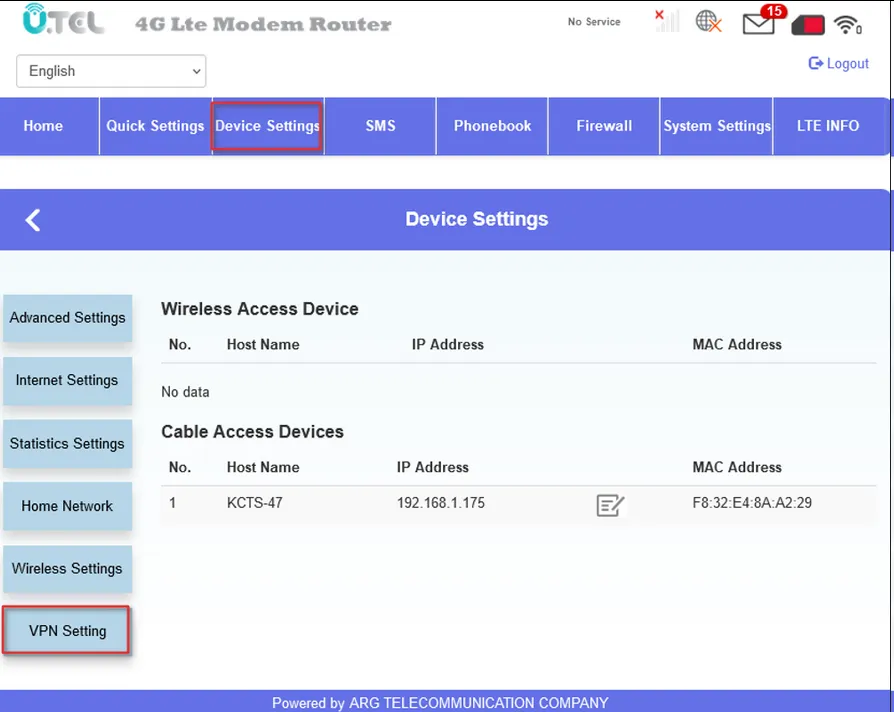 U.TEL 4G Lte Modem Router
No Service
15
0
English
Logout
Home Quick Settings Device Settings SMS Phonebook Firewall System Settings LTE INFO
Device Settings
Advanced Settings
Internet Settings
Statistics Settings
Home Network
Wireless Settings
VPN Setting
Wireless Access Device
No. Host Name IP Address MAC Address
No data
Cable Access Devices
No. Host Name IP Address MAC Address
1 KCTS-47 192.168.1.175 F8:32:E4:8A:A2:29
Powered by ARG TELECOMMUNICATION COMPANY